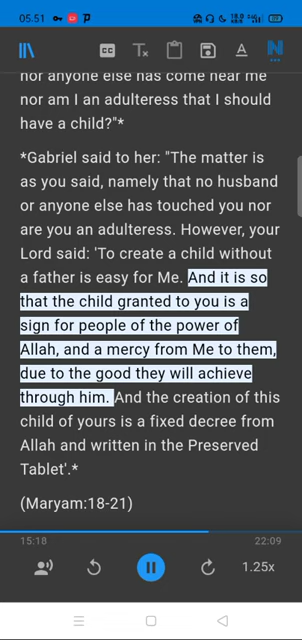 05.51
nor anyone else has come near me
nor am I an adulteress that I should
have a child?"*
*Gabriel said to her: "The matter is
as you said, namely that no husband
or anyone else has touched you nor
are you an adulteress. However, your
Lord said: 'To create a child without
a father is easy for Me. And it is so
that the child granted to you is a
sign for people of the power of
Allah, and a mercy from Me to them,
due to the good they will achieve
through him. And the creation of this
child of yours is a fixed decree from
Allah and written in the Preserved
Tablet'.*
(Maryam:18-21)
15:18 22:09
1.25x